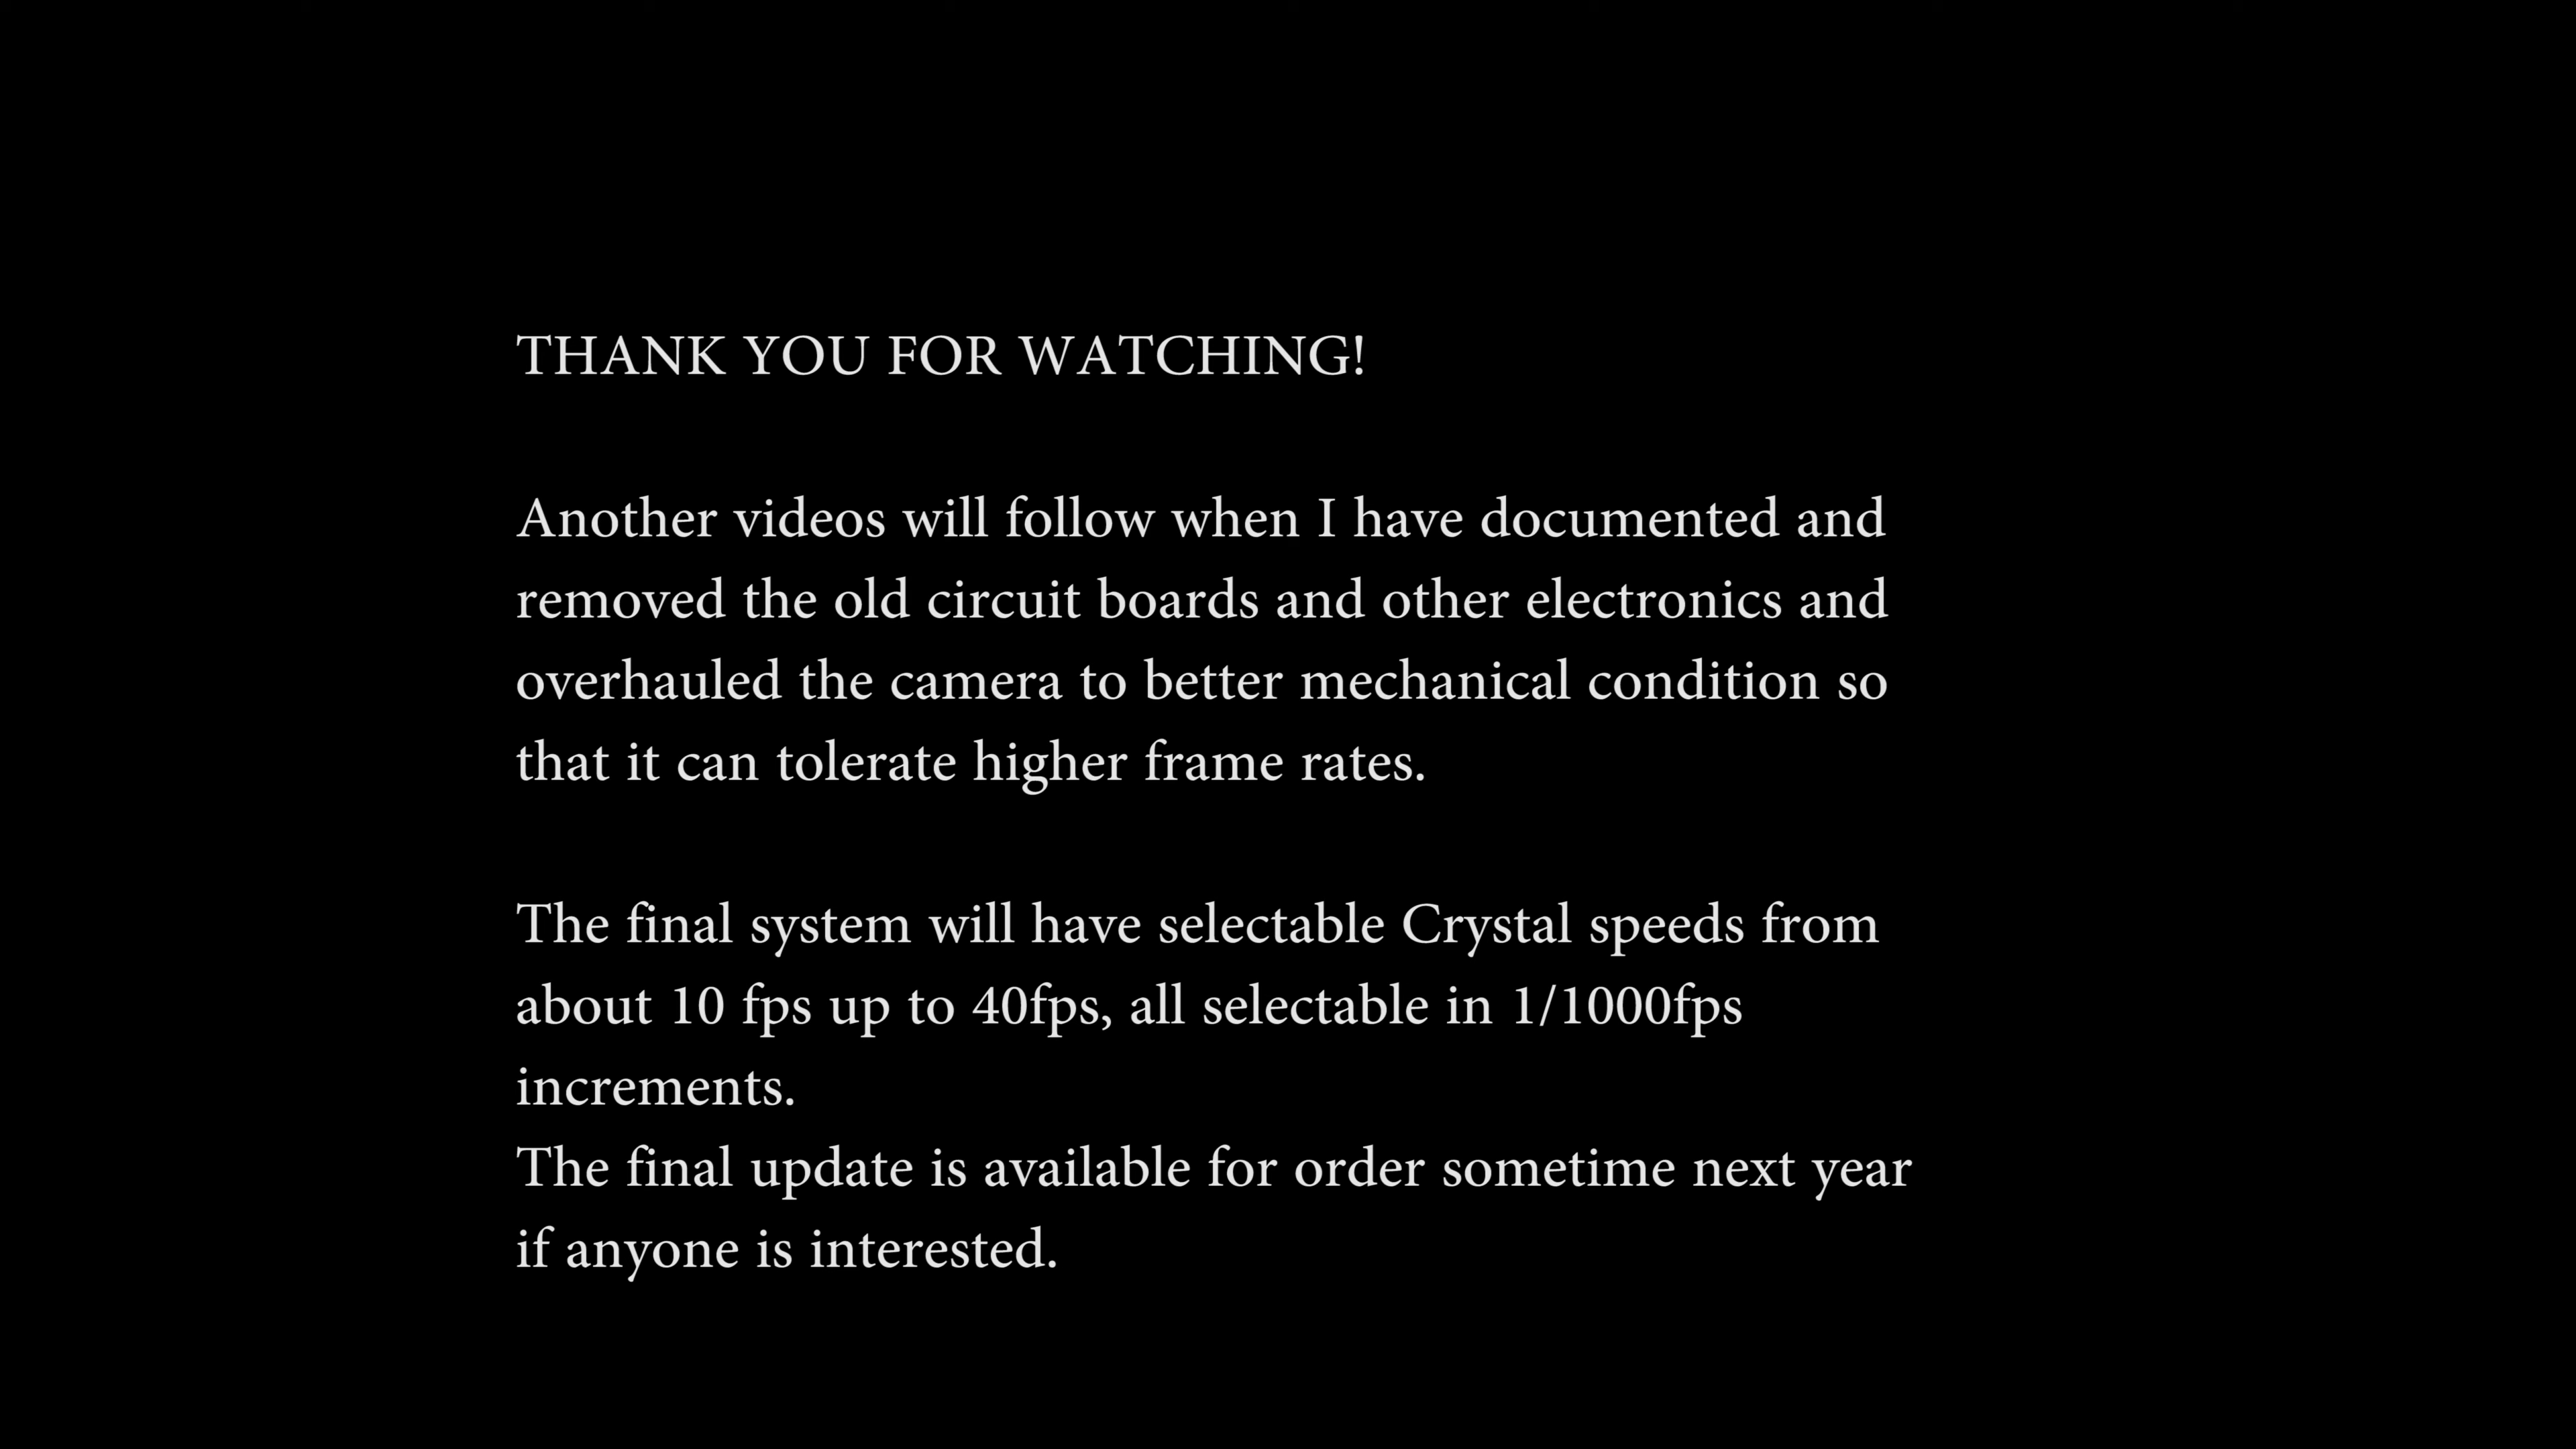 THANK YOU FOR WATCHING!
Another videos will follow when I have documented and
removed the old circuit boards and other electronics and
overhauled the camera to better mechanical condition so
that it can tolerate higher frame rates.
The final system will have selectable Crystal speeds from
about 10 fps up to 40fps, all selectable in 1/1000fps
increments.
The final update is available for order sometime next year
if anyone is interested.